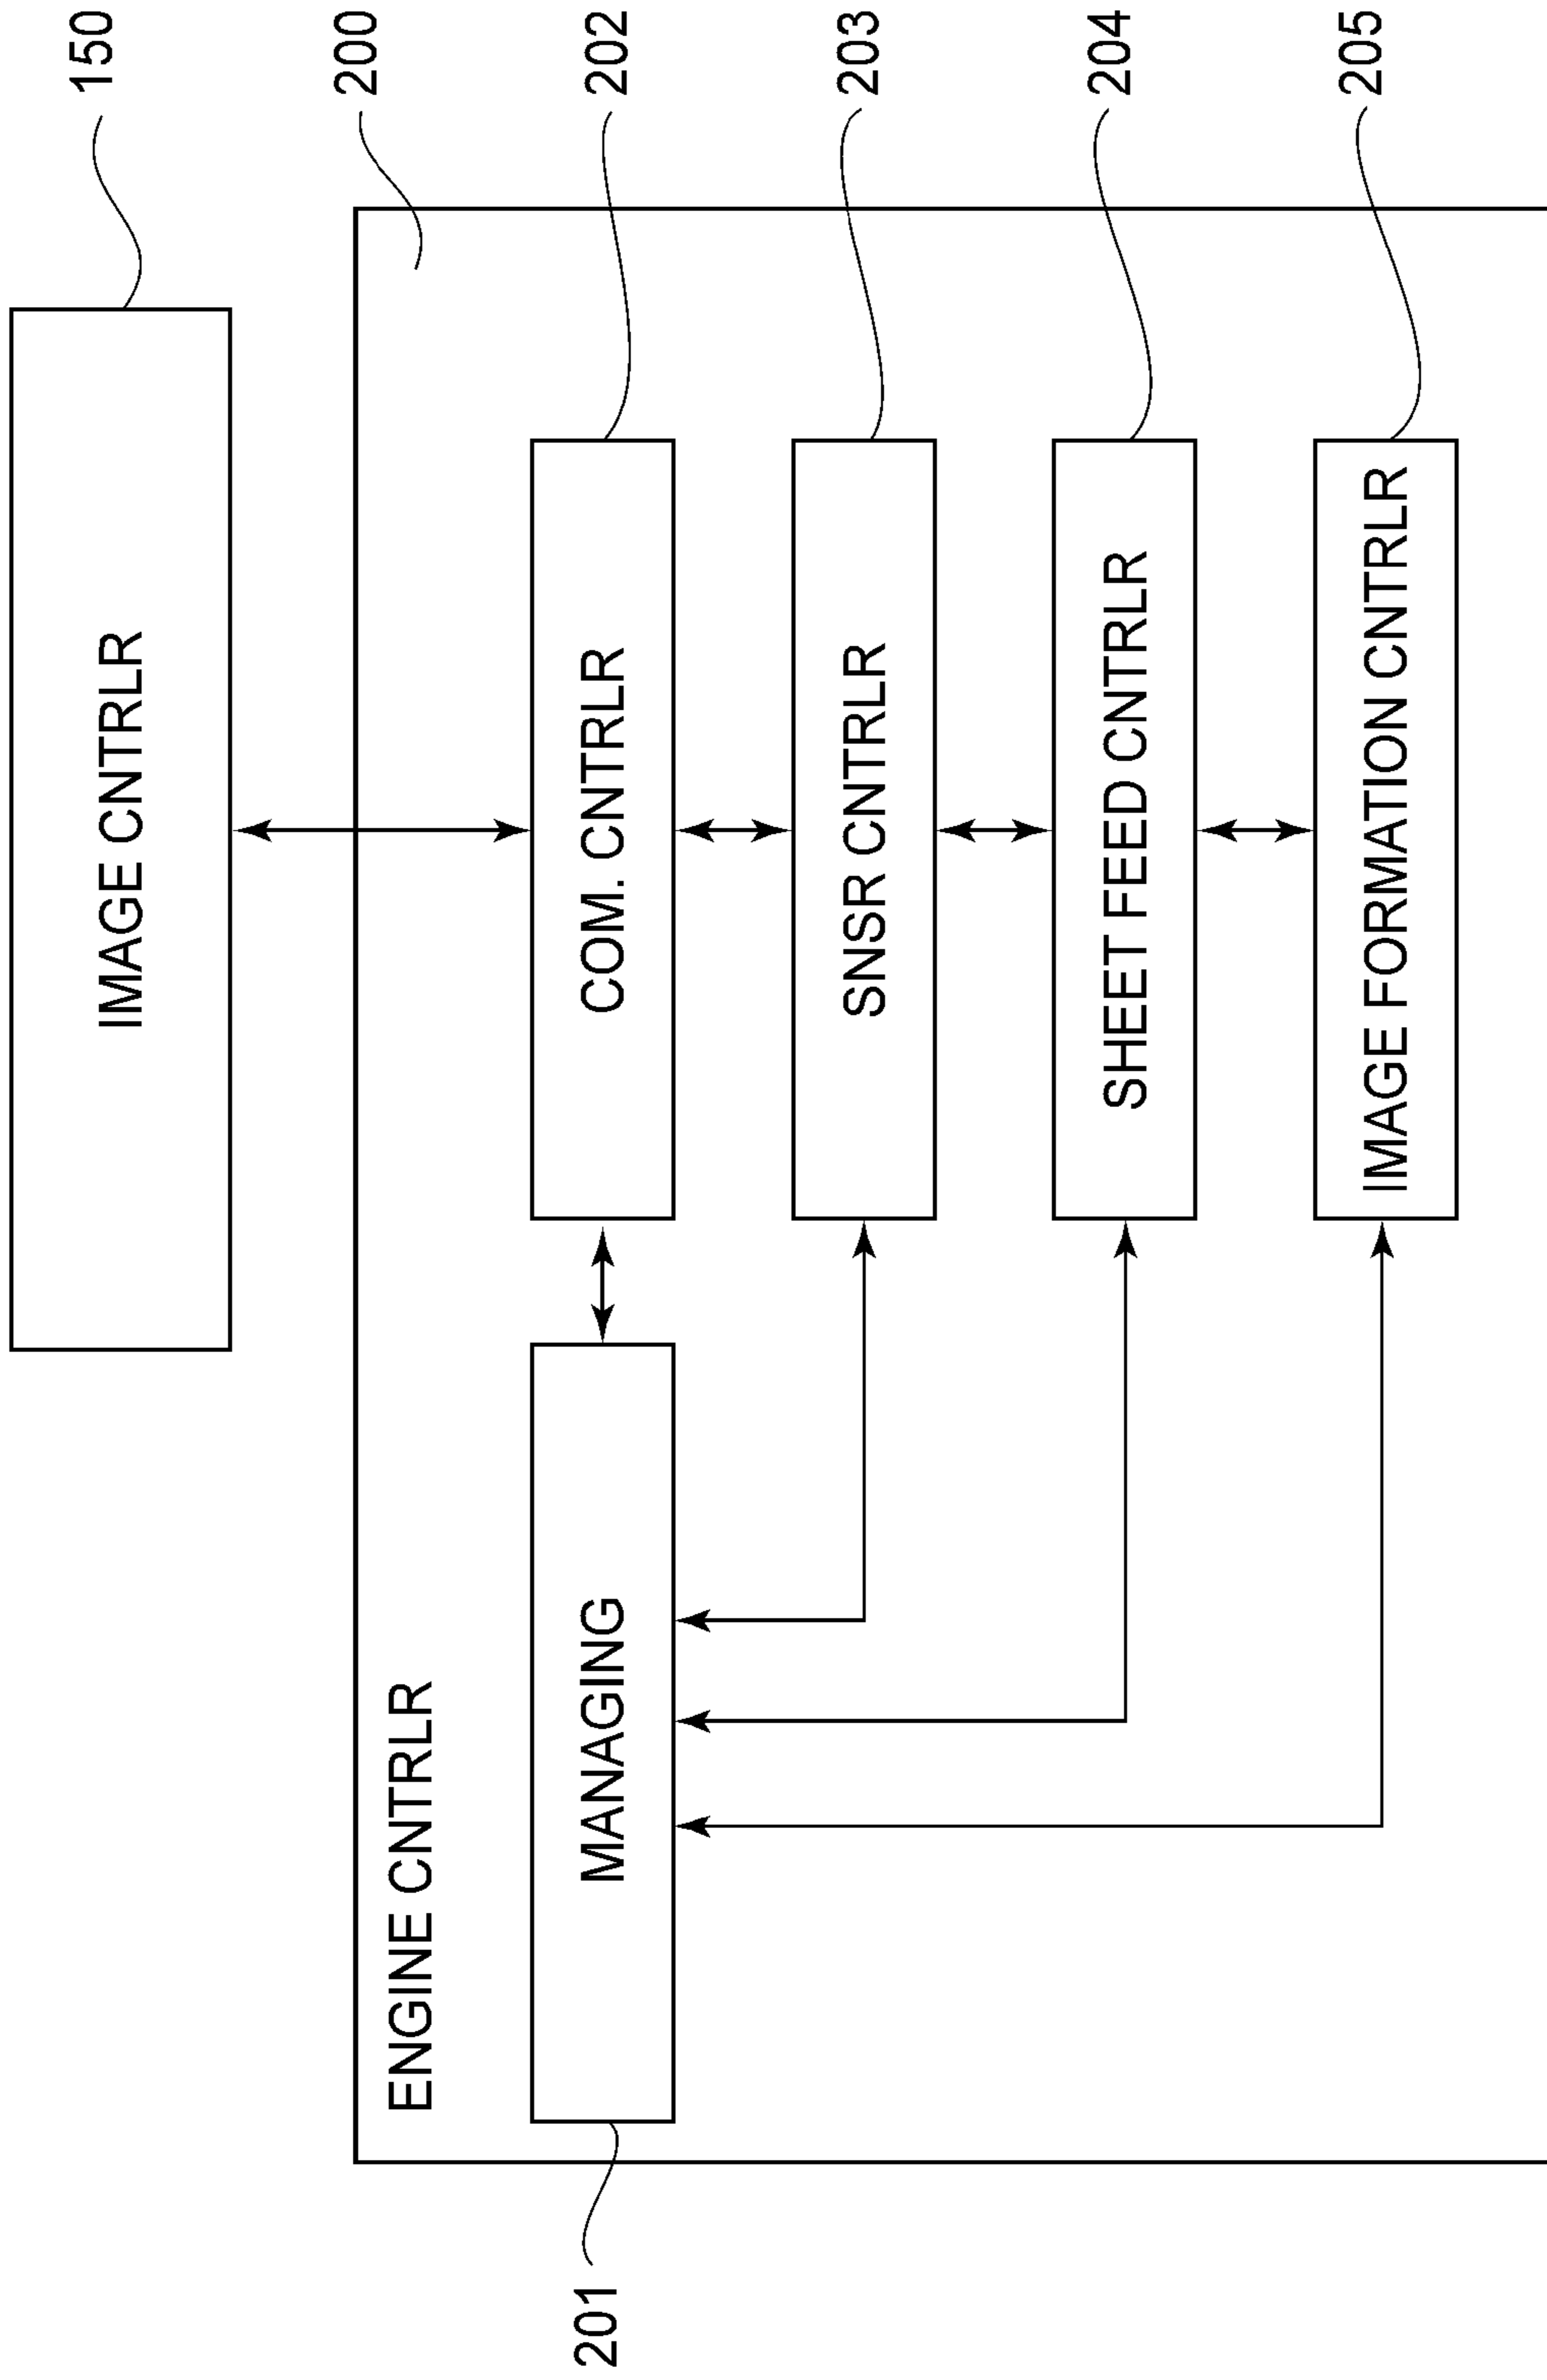 IMAGE CNTRLR
150
ENGINE CNTRLR
200
201
MANAGING
COM. CNTRLR
202
SNSR CNTRLR
203
SHEET FEED CNTRLR
204
IMAGE FORMATION CNTRLR
205